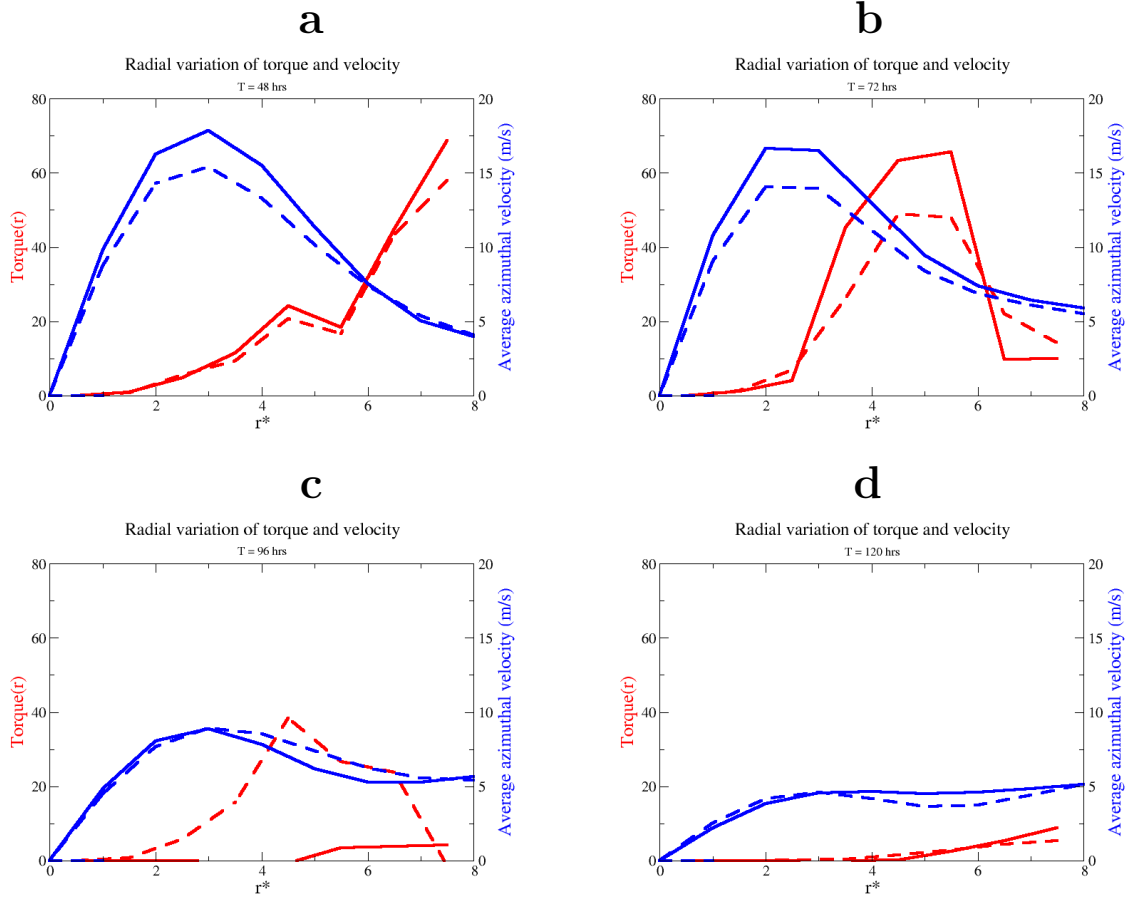 a
Radial variation of torque and velocity
T = 48 hrs
80
60
40
20
0
20
15
10
5
0
0 2 4 6 8
Torque(r)
Average azimuthal velocity (m/s)
r*
b
Radial variation of torque and velocity
T = 72 hrs
80
60
40
20
0
20
15
10
5
0
0 2 4 6 8
Torque(r)
Average azimuthal velocity (m/s)
r*
c
Radial variation of torque and velocity
T = 96 hrs
80
60
40
20
0
20
15
10
5
0
0 2 4 6 8
Torque(r)
Average azimuthal velocity (m/s)
r*
d
Radial variation of torque and velocity
T = 120 hrs
80
60
40
20
0
20
15
10
5
0
0 2 4 6 8
Torque(r)
Average azimuthal velocity (m/s)
r*